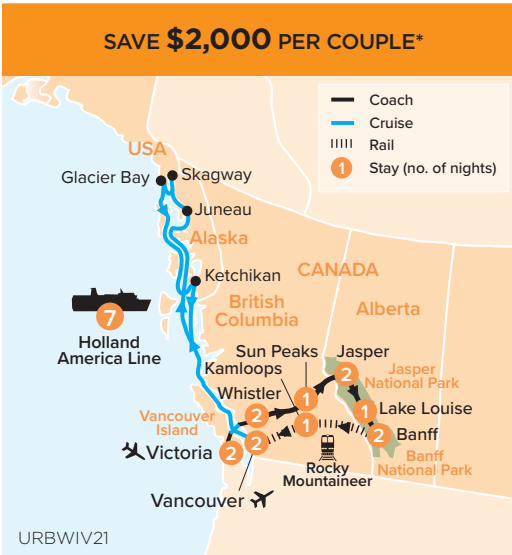 SAVE $2,000 PER COUPLE*
Coach
Cruise
Rail
1 Stay (no. of nights)
USA
Glacier Bay
Skagway
Juneau
Alaska
Ketchikan
CANADA
British
Columbia
Alberta
7
Holland
America Line
Sun Peaks
Jasper
Kamloops
2
Jasper
National Park
Whistler
1
1
Lake Louise
Vancouver
Island
2
1
2
Banff
Victoria
2
2
Banff
National Park
Rocky
Mountaineer
Vancouver
URBWIV21